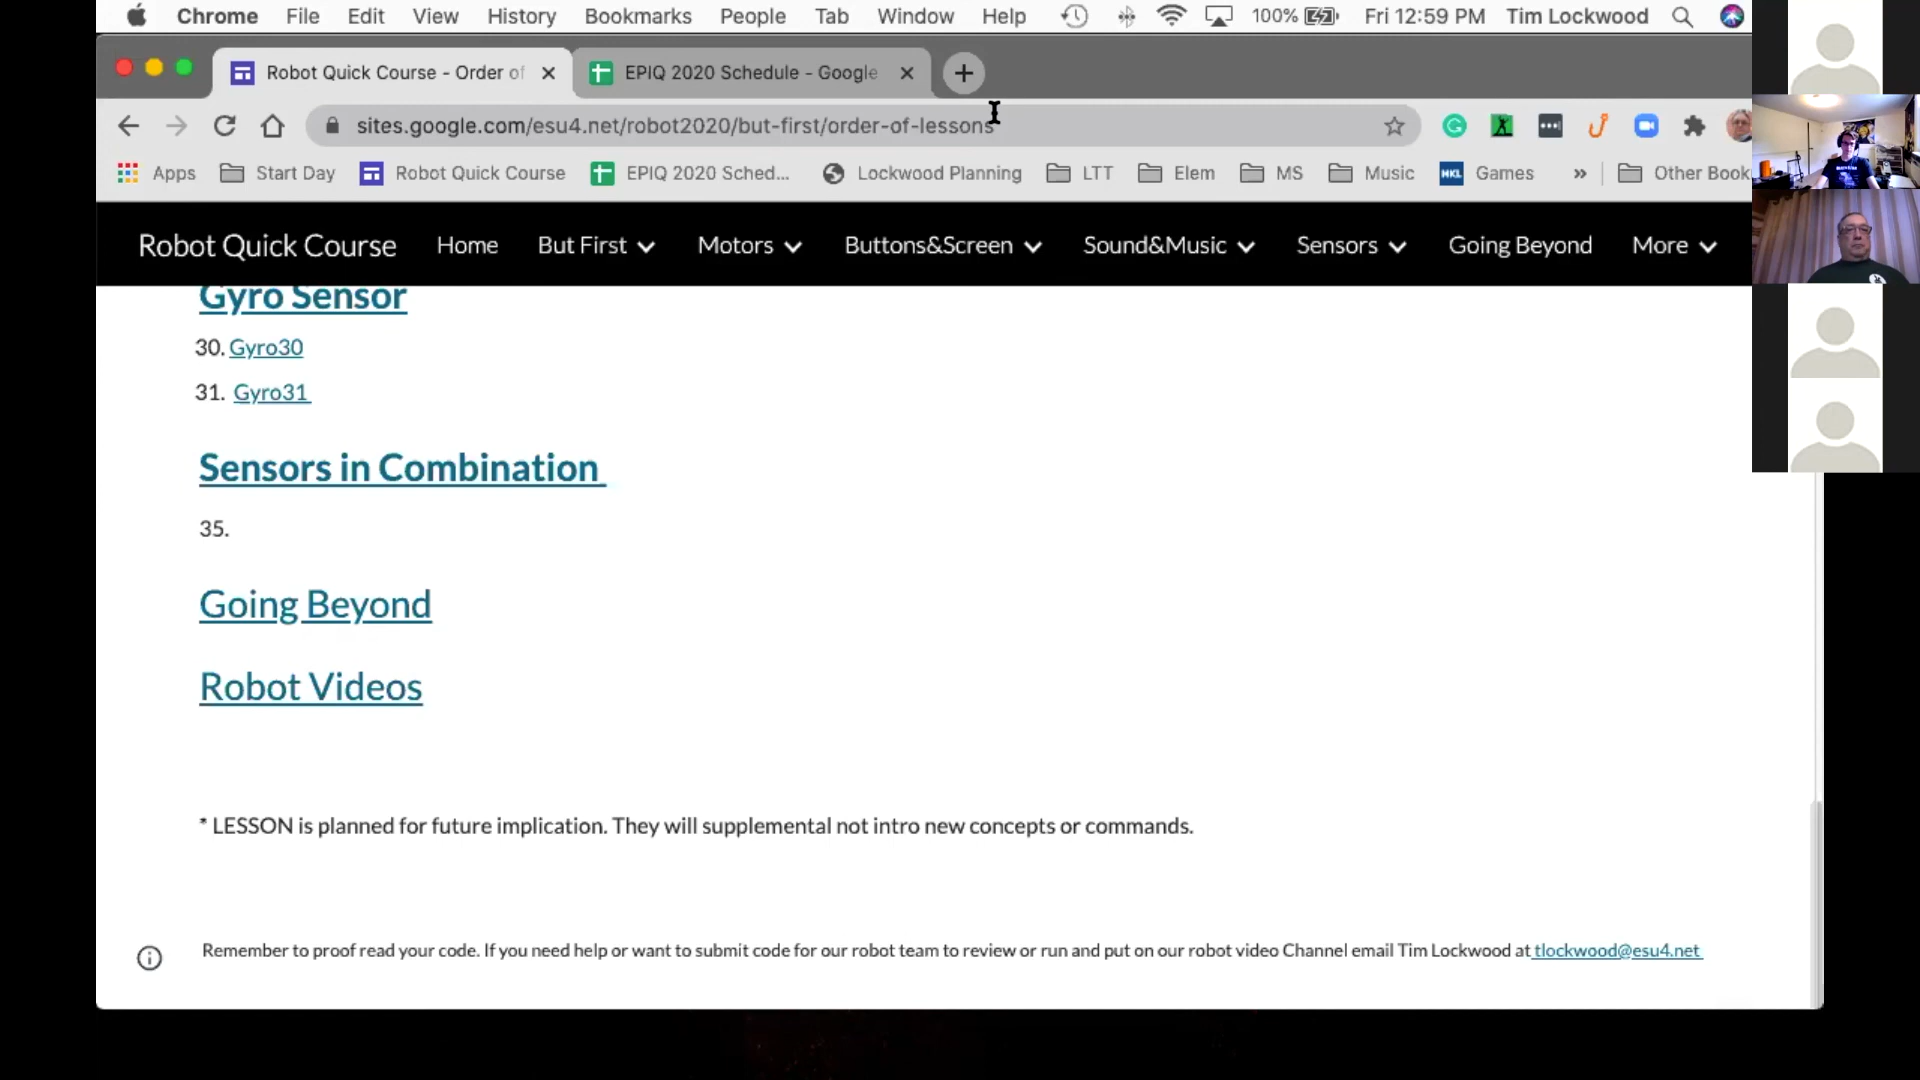 Chrome File Edit View History Bookmarks People Tab Window Help 100% Fri 12:59 PM Tim Lockwood
Robot Quick Course - Order of EPIQ 2020 Schedule - Google
sites.google.com/esu4.net/robot2020/but-first/order-of-lessons
Apps Start Day Robot Quick Course EPIQ 2020 Sched... Lockwood Planning LTT Elem MS Music HKL Games » Other Book
Robot Quick Course Home But First Motors Buttons&Screen Sound&Music Sensors Going Beyond More
Gyro Sensor
30. Gyro30
31. Gyro31
Sensors in Combination
35.
Going Beyond
Robot Videos
* LESSON is planned for future implication. They will supplemental not intro new concepts or commands.
Remember to proof read your code. If you need help or want to submit code for our robot team to review or run and put on our robot video Channel email Tim Lockwood at tlockwood@esu4.net